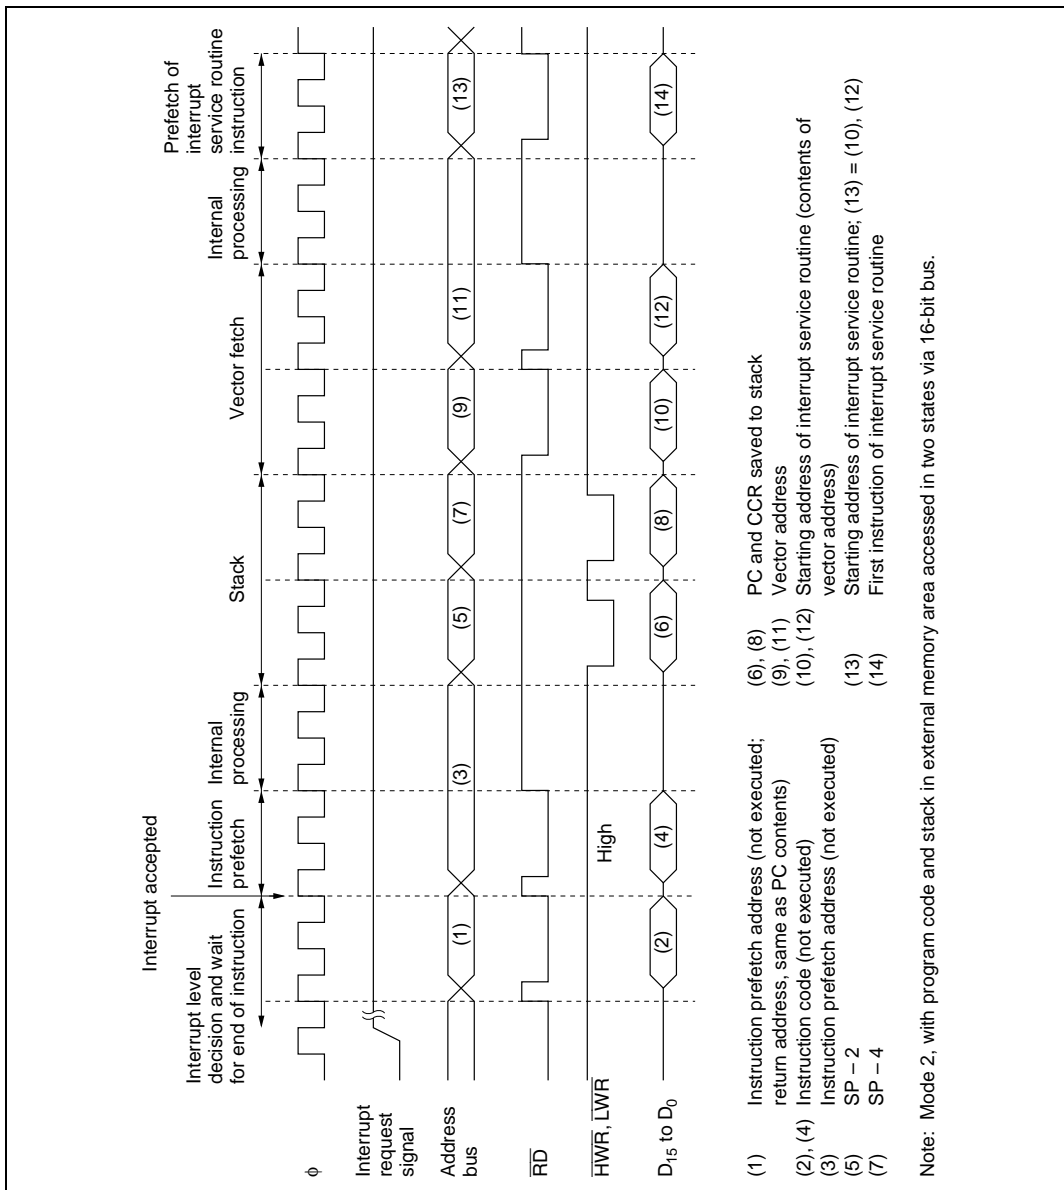 Interrupt accepted
Interrupt level
decision and wait
for end of instruction
Instruction
prefetch
Internal
processing
Stack
Vector fetch
Internal
processing
Prefetch of
interrupt
service routine
instruction
φ
Interrupt
request
signal
Address
bus
(1)
(3)
(5)
(7)
(9)
(11)
(13)
RD
HWR, LWR
High
D15 to D0
(2)
(4)
(6)
(8)
(10)
(12)
(14)
(1) Instruction prefetch address (not executed;
return address, same as PC contents)
(2), (4) Instruction code (not executed)
(3) Instruction prefetch address (not executed)
(5) SP – 2
(7) SP – 4
(6), (8) PC and CCR saved to stack
(9), (11) Vector address
(10), (12) Starting address of interrupt service routine (contents of
vector address)
(13) Starting address of interrupt service routine; (13) = (10), (12)
(14) First instruction of interrupt service routine
Note: Mode 2, with program code and stack in external memory area accessed in two states via 16-bit bus.